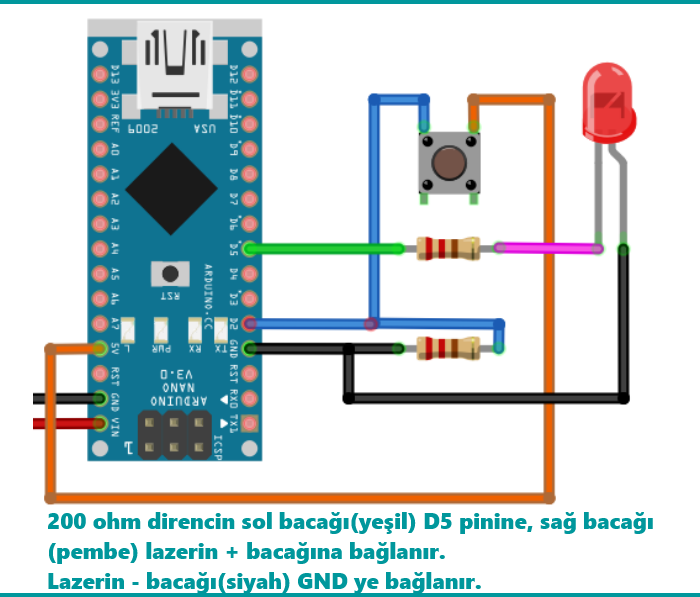 D13 D12
3V3 D11
REF D10
A0 D9
A1 D8
A2 D7
A3 D6
A4 D5
A5 D4
A6 D3
A7 D2
5V GND
RST RST
GND RX0
VIN TX1
2009 USA
RST
ARDUINO.CC
L PWR RX TX
V3.0
NANO
ARDUINO
1 ICSP
200 ohm direncin sol bacağı(yeşil) D5 pinine, sağ bacağı
(pembe) lazerin + bacağına bağlanır.
Lazerin - bacağı(siyah) GND ye bağlanır.